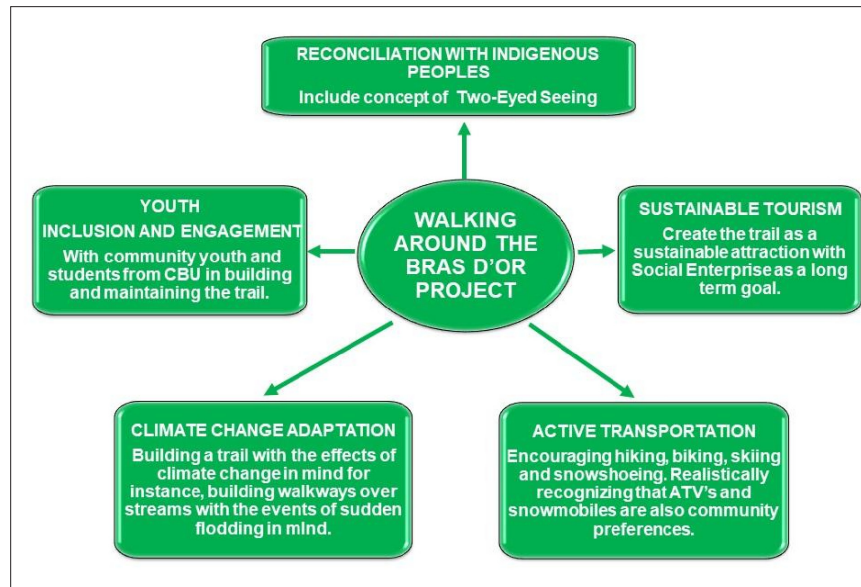 RECONCILIATION WITH INDIGENOUS
PEOPLES
Include concept of Two-Eyed Seeing
YOUTH
INCLUSION AND ENGAGEMENT
With community youth and
students from CBU in building
and maintaining the trail.
WALKING
AROUND THE
BRAS D'OR
PROJECT
SUSTAINABLE TOURISM
Create the trail as a
sustainable attraction with
Social Enterprise as a long
term goal.
CLIMATE CHANGE ADAPTATION
Building a trail with the effects of
climate change in mind for
instance, building walkways over
streams with the events of sudden
flodding in mInd.
ACTIVE TRANSPORTATION
Encouraging hiking, biking, skiing
and snowshoeing. Realistically
recognizing that ATV's and
snowmobiles are also community
preferences.